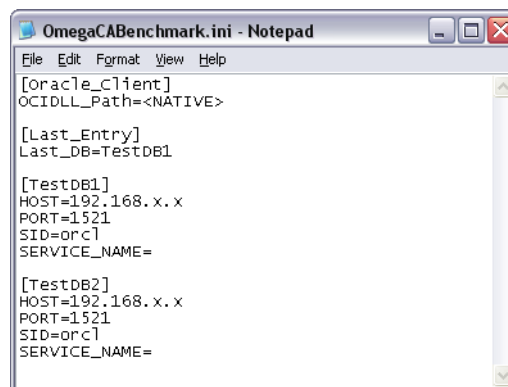 OmegaCABenchmark.ini - Notepad
File Edit Format View Help
[Oracle_Client]
OCIDLL_Path=<NATIVE>
[Last_Entry]
Last_DB=TestDB1
[TestDB1]
HOST=192.168.x.x
PORT=1521
SID=orcl
SERVICE_NAME=
[TestDB2]
HOST=192.168.x.x
PORT=1521
SID=orcl
SERVICE_NAME=